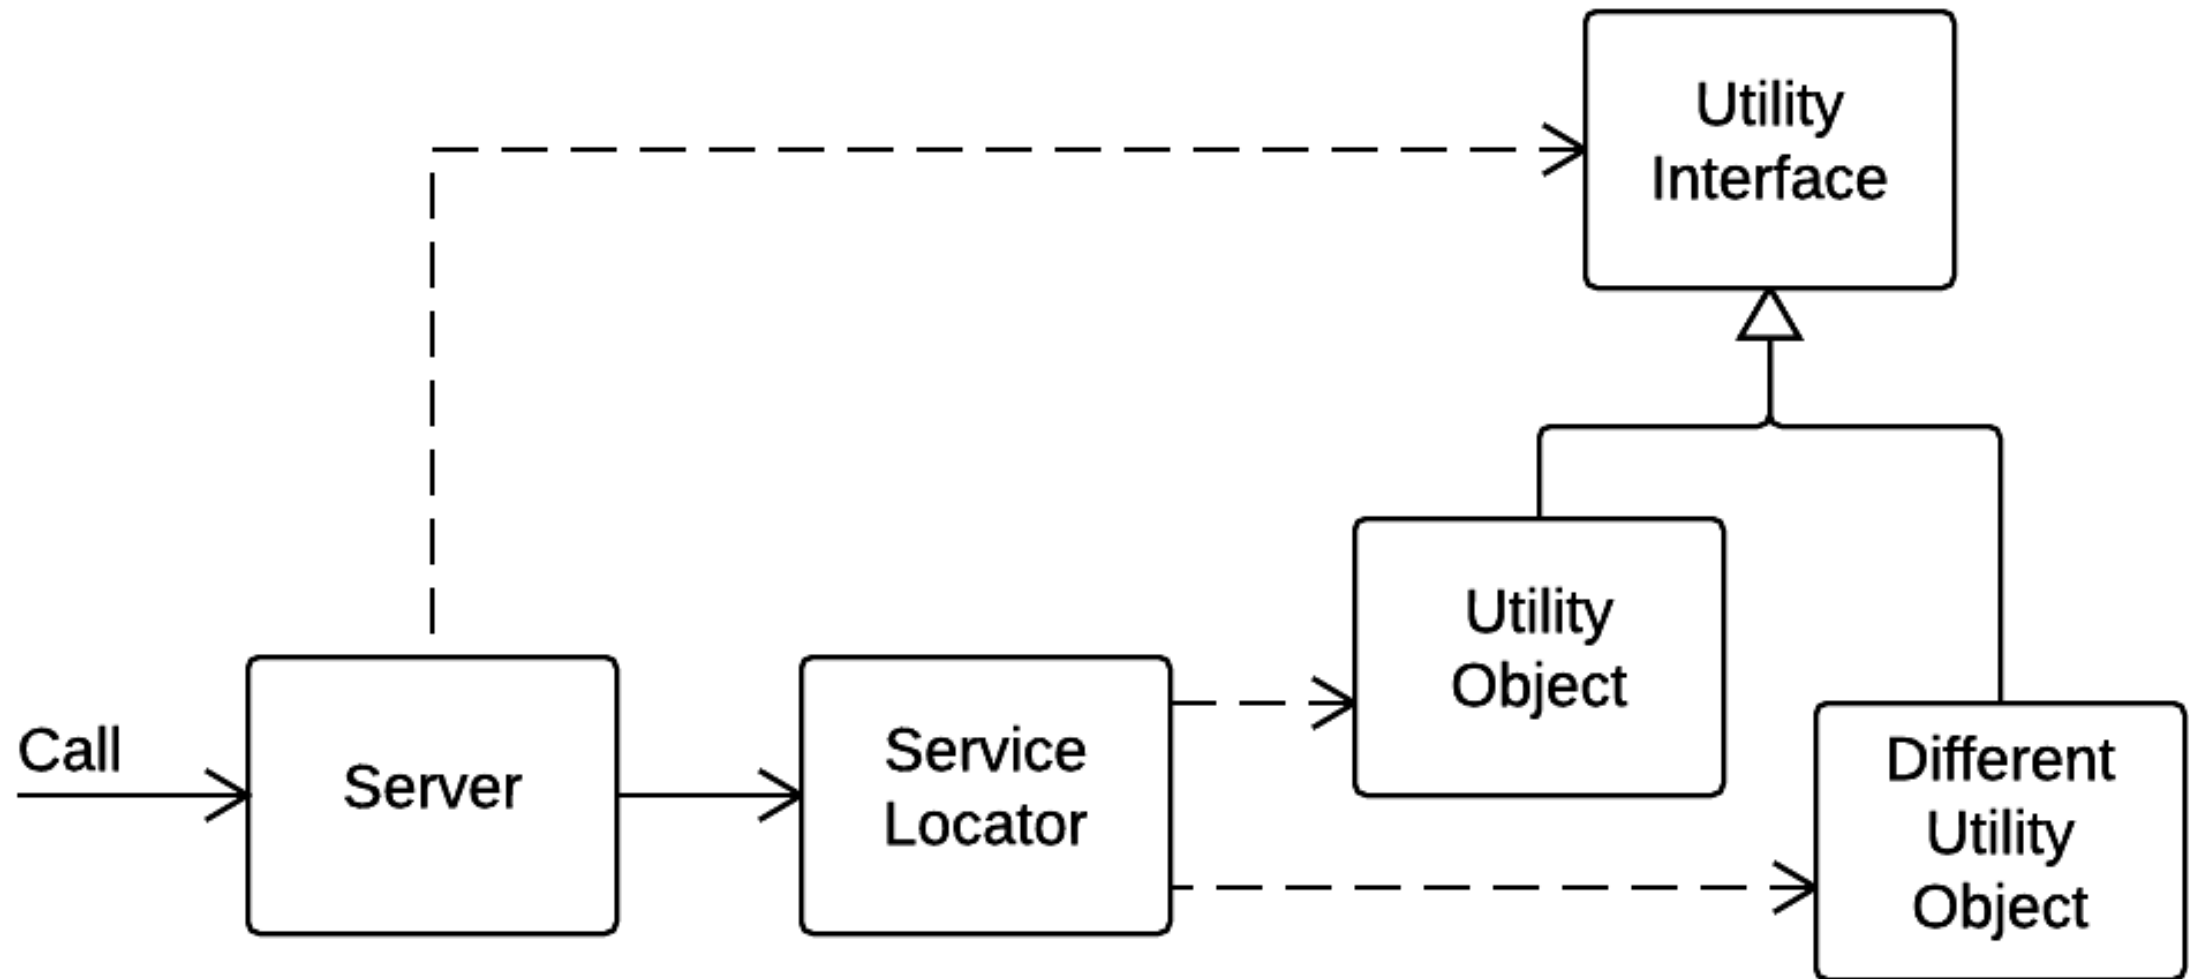 Utility
Interface
Utility
Object
Call
Server
Service
Locator
Different
Utility
Object